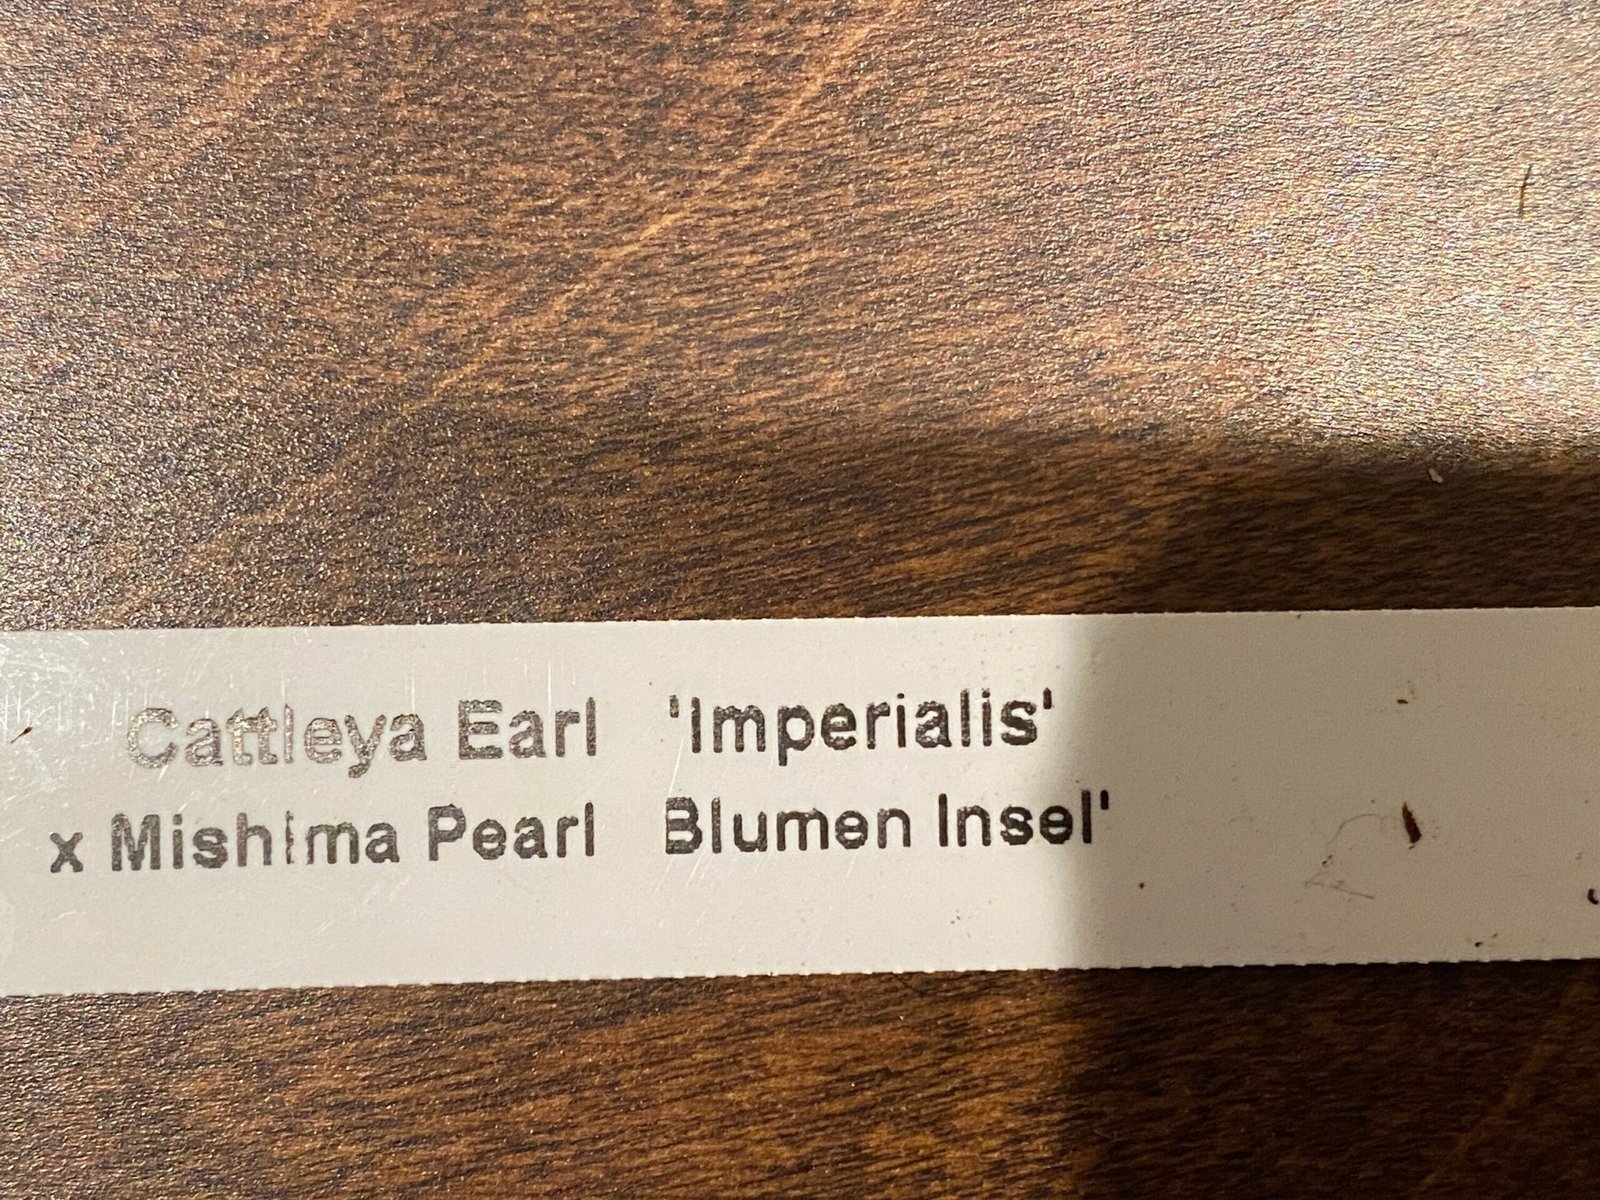 Cattleya Earl 'Imperialis'
x Mishima Pearl Blumen Insel'